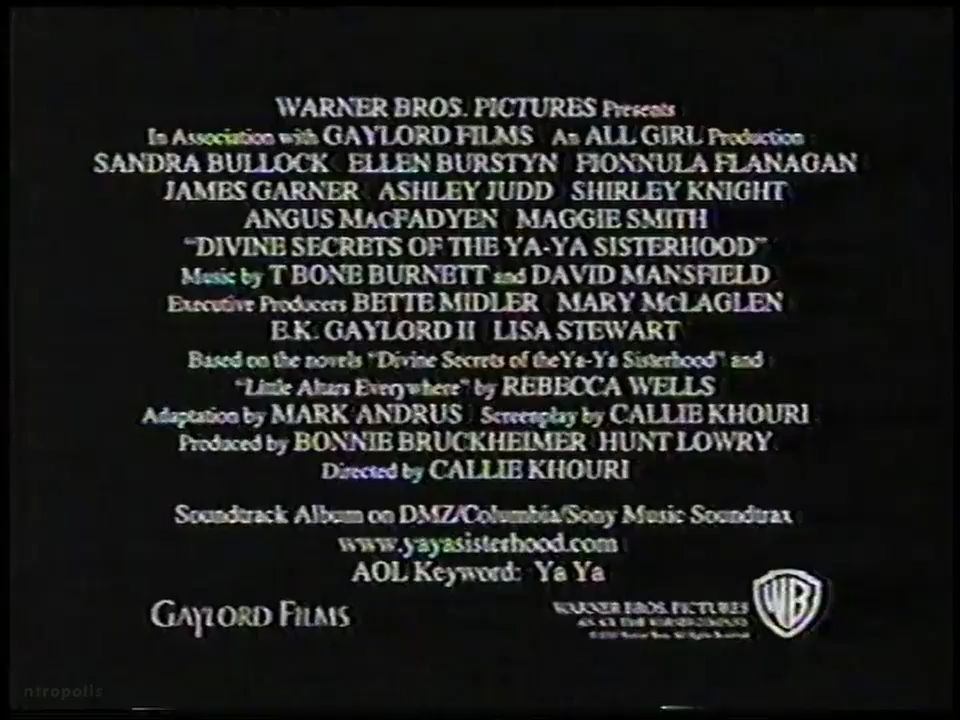 WARNER BROS. PICTURES Presents
In Association with GAYLORD FILMS An ALL GIRL Production
SANDRA BULLOCK ELLEN BURSTYN FIONNULA FLANAGAN
JAMES GARNER ASHLEY JUDD SHIRLEY KNIGHT
ANGUS MACFADYEN MAGGIE SMITH
"DIVINE SECRETS OF THE YA-YA SISTERHOOD"
Music by T BONE BURNETT and DAVID MANSFIELD
Executive Producers BETTE MIDLER MARY McLAGLEN
E.K. GAYLORD II LISA STEWART
Based on the novels "Divine Secrets of the Ya-Ya Sisterhood" and
"Little Altars Everywhere" by REBECCA WELLS
Adaptation by MARK ANDRUS Screenplay by CALLIE KHOURI
Produced by BONNIE BRUCKHEIMER HUNT LOWRY
Directed by CALLIE KHOURI
Soundtrack Album on DMZ/Columbia/Sony Music Soundtrax
www.yayasisterhood.com
AOL Keyword: Ya Ya
GAYLORD FILMS
WARNER BROS. PICTURES
WB
ntropolis